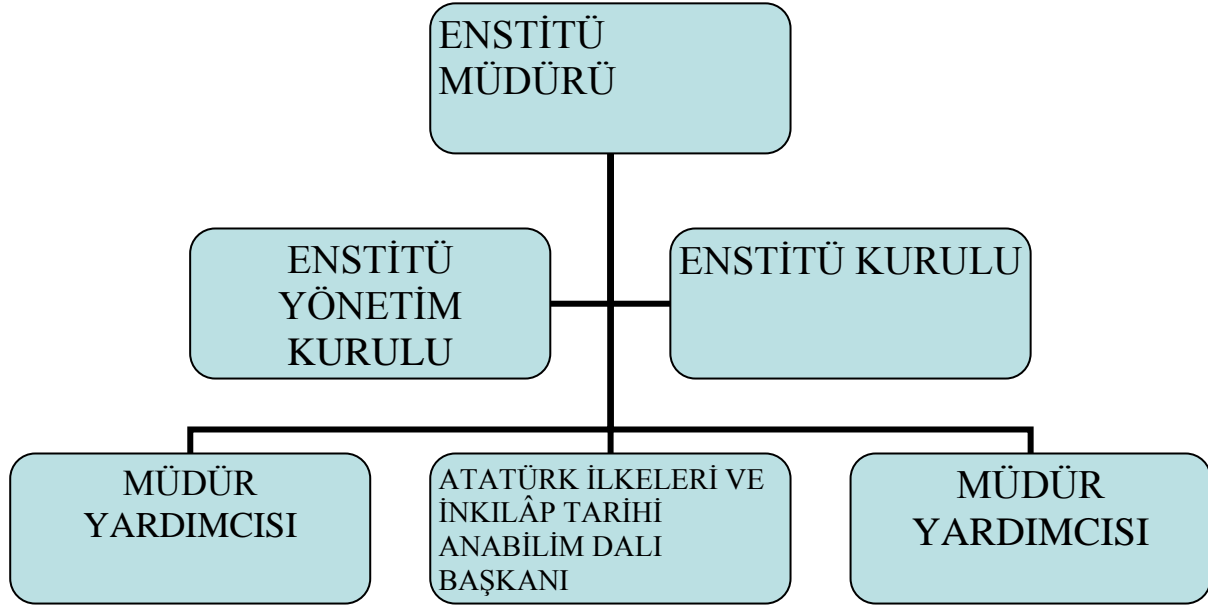 ENSTİTÜ
MÜDÜRÜ
ENSTİTÜ
YÖNETİM
KURULU
ENSTİTÜ KURULU
MÜDÜR
YARDIMCISI
ATATÜRK İLKELERİ VE
İNKILÂP TARİHİ
ANABİLİM DALI
BAŞKANI
MÜDÜR
YARDIMCISI